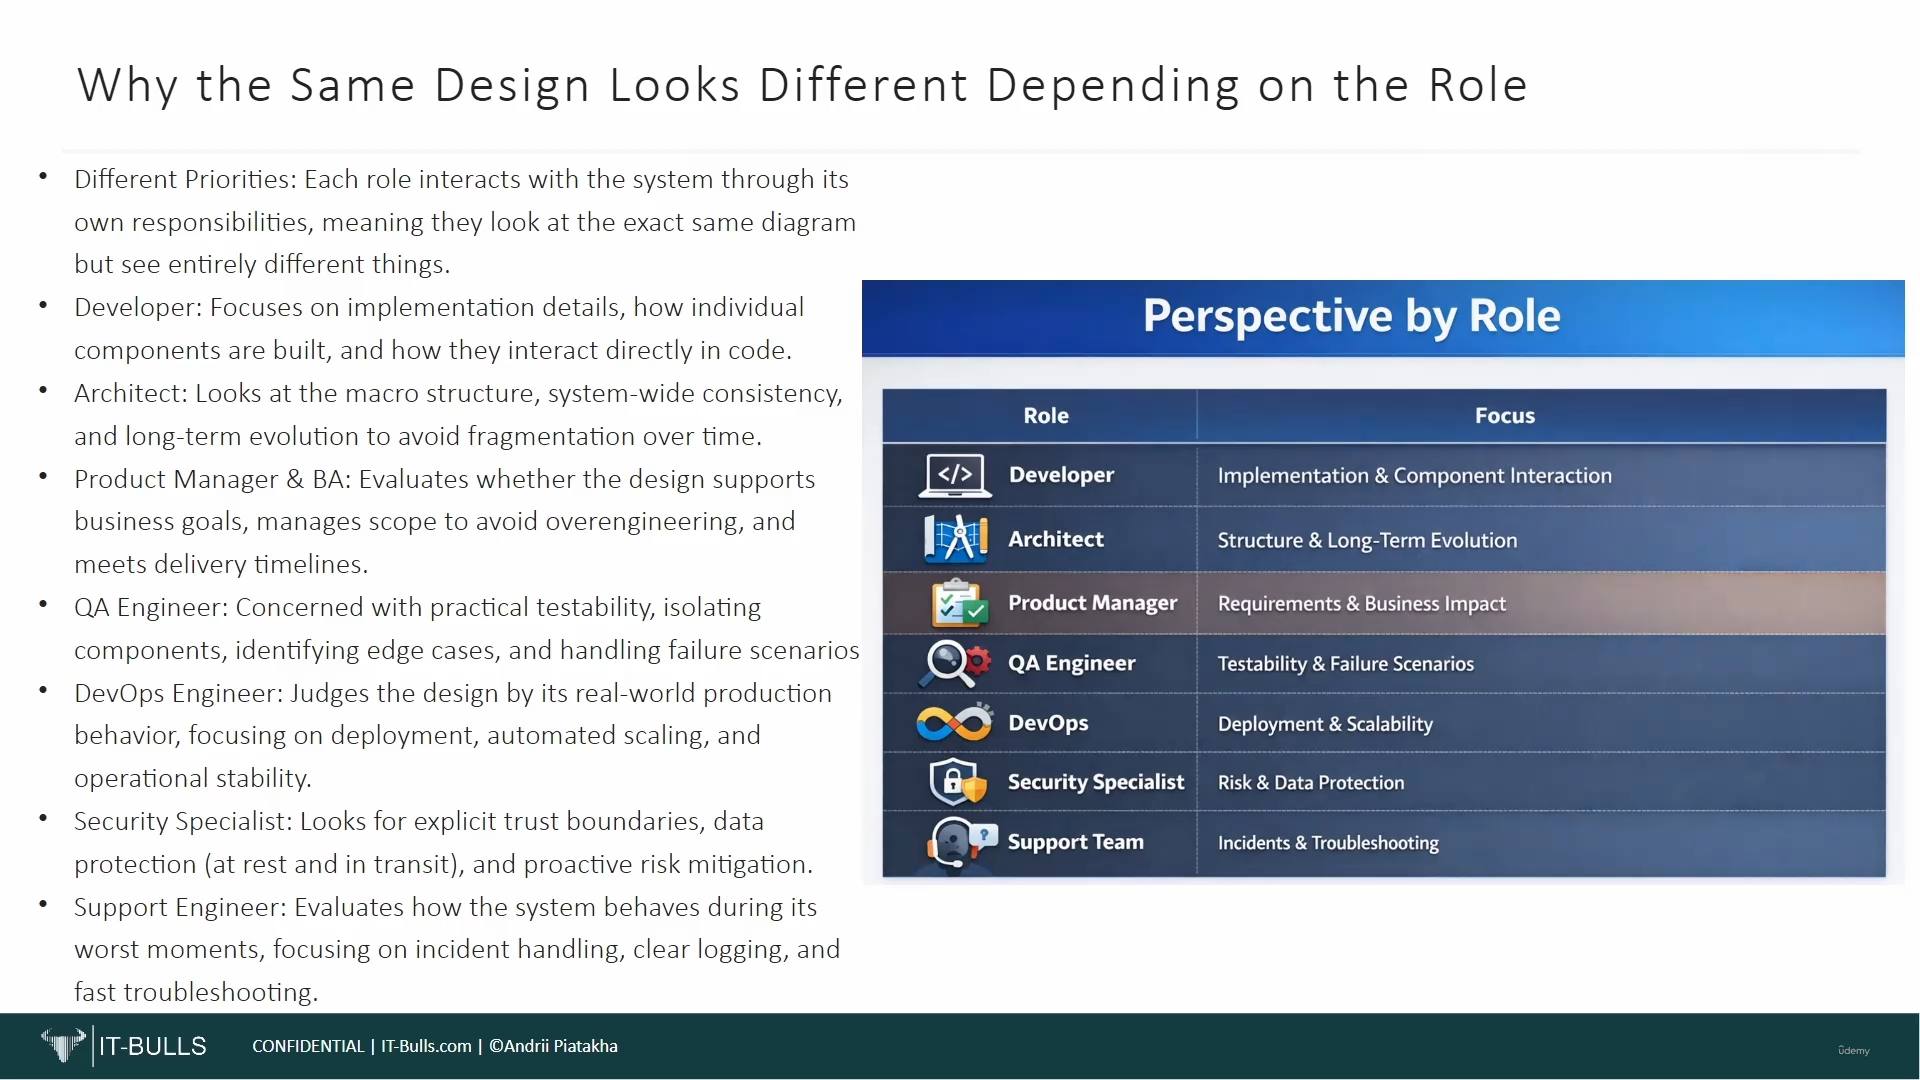 Why the Same Design Looks Different Depending on the Role
• Different Priorities: Each role interacts with the system through its
own responsibilities, meaning they look at the exact same diagram
but see entirely different things.
• Developer: Focuses on implementation details, how individual
components are built, and how they interact directly in code.
• Architect: Looks at the macro structure, system-wide consistency,
and long-term evolution to avoid fragmentation over time.
• Product Manager & BA: Evaluates whether the design supports
business goals, manages scope to avoid overengineering, and
meets delivery timelines.
• QA Engineer: Concerned with practical testability, isolating
components, identifying edge cases, and handling failure scenarios
• DevOps Engineer: Judges the design by its real-world production
behavior, focusing on deployment, automated scaling, and
operational stability.
• Security Specialist: Looks for explicit trust boundaries, data
protection (at rest and in transit), and proactive risk mitigation.
• Support Engineer: Evaluates how the system behaves during its
worst moments, focusing on incident handling, clear logging, and
fast troubleshooting.
Perspective by Role
Role Focus
</> Developer Implementation & Component Interaction
Architect Structure & Long-Term Evolution
Product Manager Requirements & Business Impact
QA Engineer Testability & Failure Scenarios
DevOps Deployment & Scalability
Security Specialist Risk & Data Protection
? Support Team Incidents & Troubleshooting
IT-BULLS CONFIDENTIAL | IT-Bulls.com | ©Andrii Piatakha
ûdemy